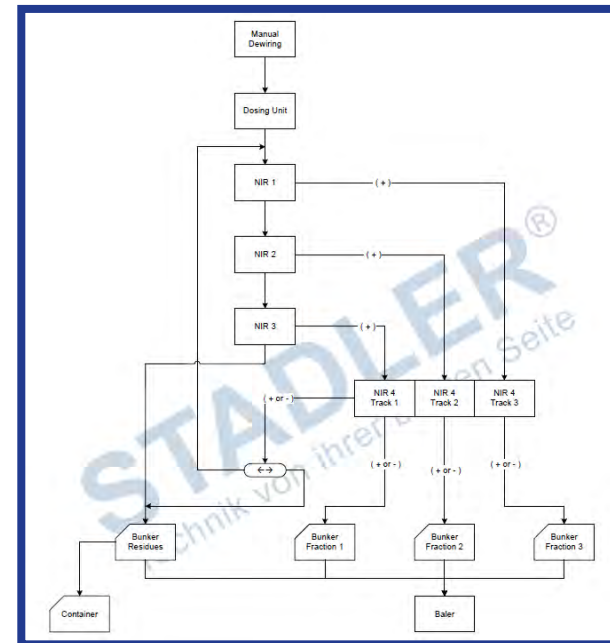 Manual
Dewiring
Dosing Unit
NIR 1
( + )
NIR 2
( + )
NIR 3
( + )
NIR 4
Track 1
NIR 4
Track 2
NIR 4
Track 3
( + or - )
( + or - )
( + or - )
( + or - )
Bunker
Residues
Bunker
Fraction 1
Bunker
Fraction 2
Bunker
Fraction 3
Container
Baler
STADLER®
Technik von ihrer b en Seite